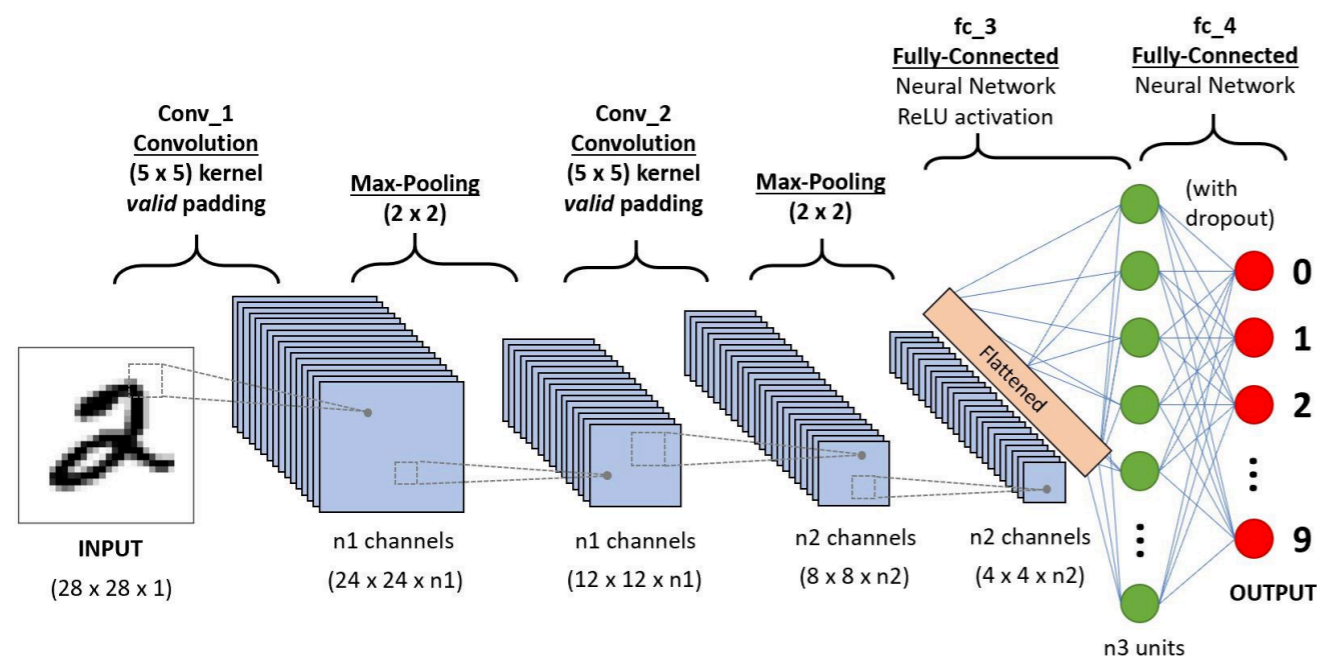 Conv_1
Convolution
(5 x 5) kernel
valid padding
Max-Pooling
(2 x 2)
Conv_2
Convolution
(5 x 5) kernel
valid padding
Max-Pooling
(2 x 2)
fc_3
Fully-Connected
Neural Network
ReLU activation
fc_4
Fully-Connected
Neural Network
(with
dropout)
Flattened
0
1
2
...
9
...
2
INPUT
(28 x 28 x 1)
n1 channels
(24 x 24 x n1)
n1 channels
(12 x 12 x n1)
n2 channels
(8 x 8 x n2)
n2 channels
(4 x 4 x n2)
OUTPUT
n3 units